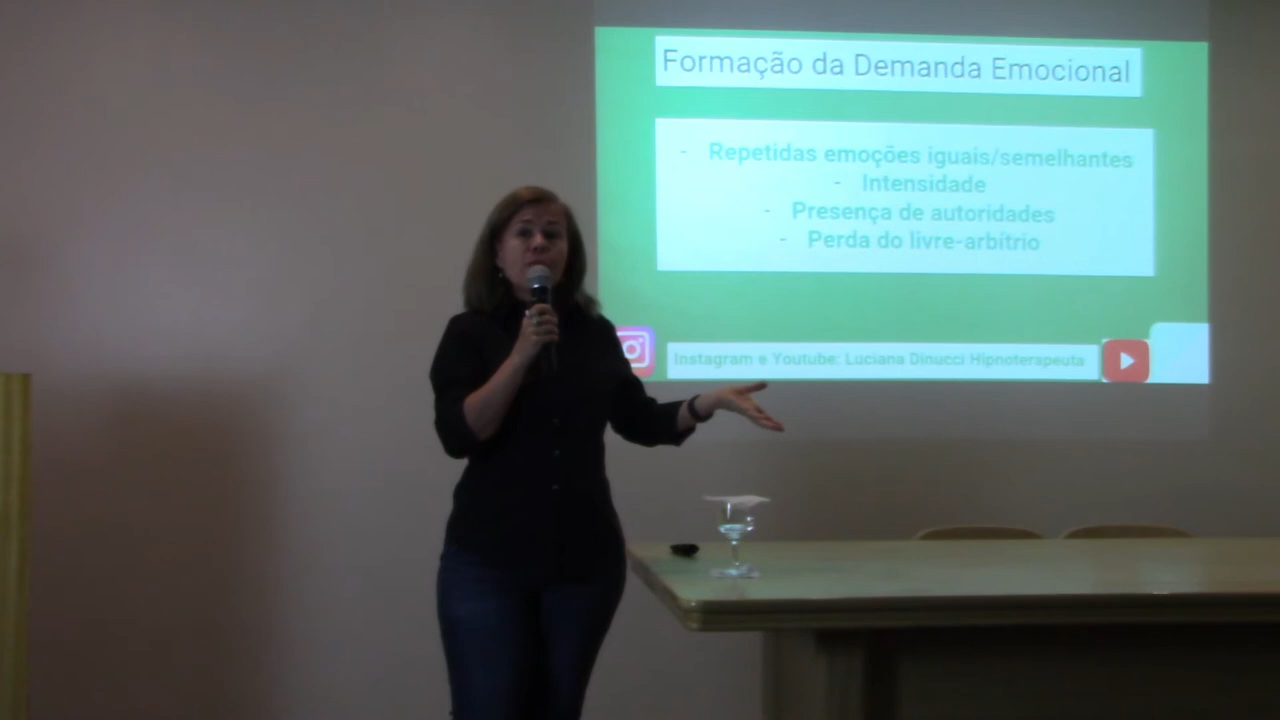 Formação da Demanda Emocional
- Repetidas emoções iguais/semelhantes
- Intensidade
- Presença de autoridades
- Perda do livre-arbítrio
Instagram e Youtube: Luciana Dinucci Hipnoterapeuta